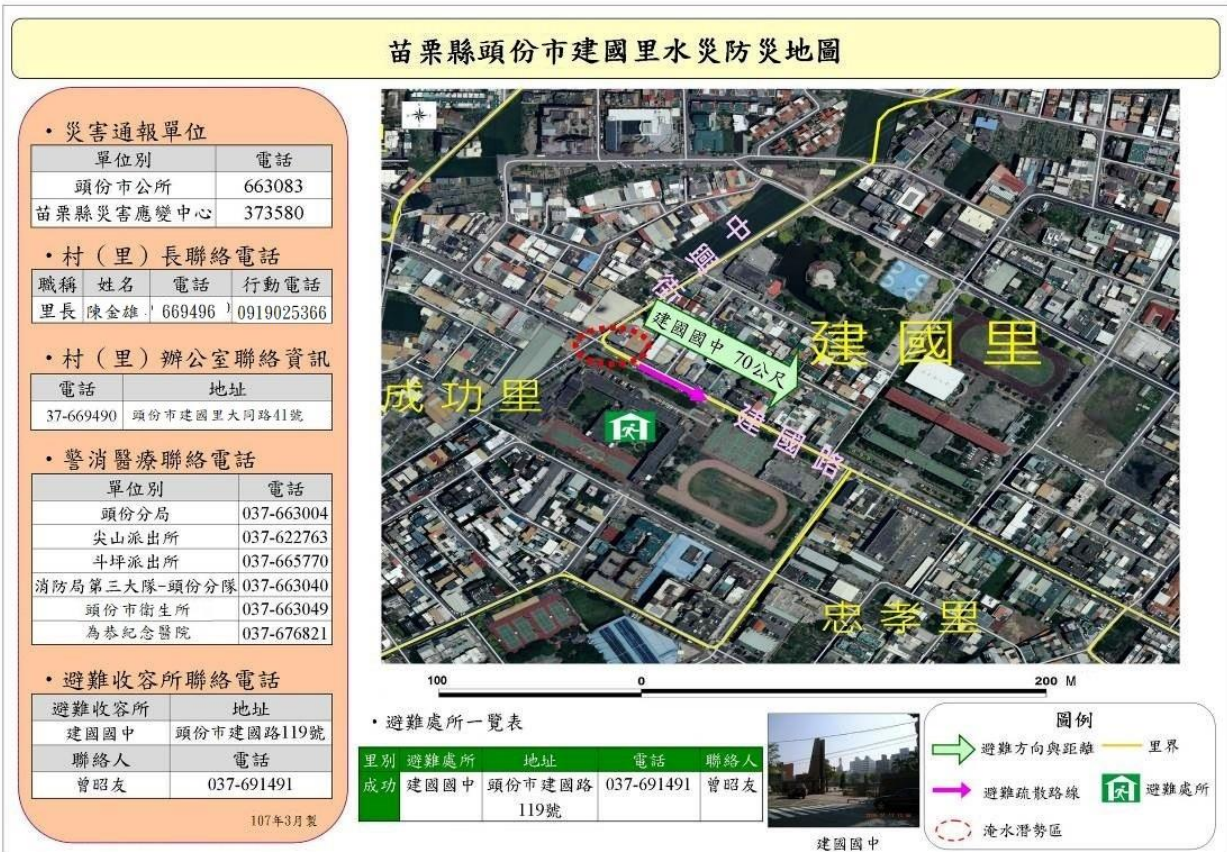 苗栗縣頭份市建國里水災防災地圖
・災害通報單位
單位別 電話
頭份市公所 663083
苗栗縣災害應變中心 373580
・村（里）長聯絡電話
職稱 姓名 電話 行動電話
里長 陳金雄 669496 0919025366
・村（里）辦公室聯絡資訊
電話 地址
37-669490 頭份市建國里大同路41號
・警消醫療聯絡電話
單位別 電話
頭份分局 037-663004
尖山派出所 037-622763
斗坪派出所 037-665770
消防局第三大隊-頭份分隊 037-663040
頭份市衛生所 037-663049
為恭紀念醫院 037-676821
・避難收容所聯絡電話
避難收容所 地址
建國國中 頭份市建國路119號
聯絡人 電話
曾昭友 037-691491
107年3月製
中興街
建國國中 70公尺
建國里
成功里
建國路
忠孝里
100 0 200 M
・避難處所一覽表
里別 避難處所 地址 電話 聯絡人
成功 建國國中 頭份市建國路 037-691491 曾昭友
119號
建國國中
圖例
避難方向與距離 里界
避難疏散路線 避難處所
淹水潛勢區